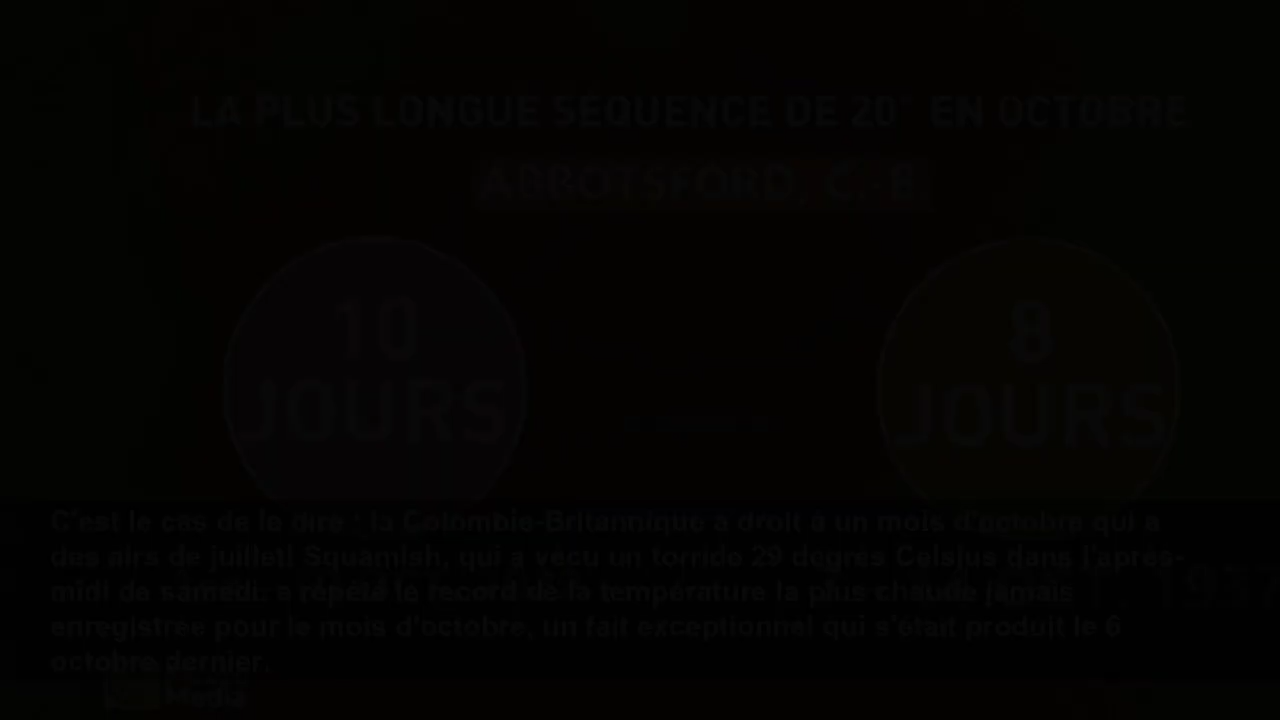 LA PLUS LONGUE SÉQUENCE DE 20° EN OCTOBRE
ABBOTSFORD, C.-B.
10
JOURS
8
JOURS
C'est le cas de le dire : la Colombie-Britannique a droit à un mois d'octobre qui a
des airs de juillet! Squamish, qui a vécu un torride 29 degrés Celsius dans l'après-
midi de samedi, a répété le record de la température la plus chaude jamais
enregistrée pour le mois d'octobre, un fait exceptionnel qui s'était produit le 6
octobre dernier.
Média